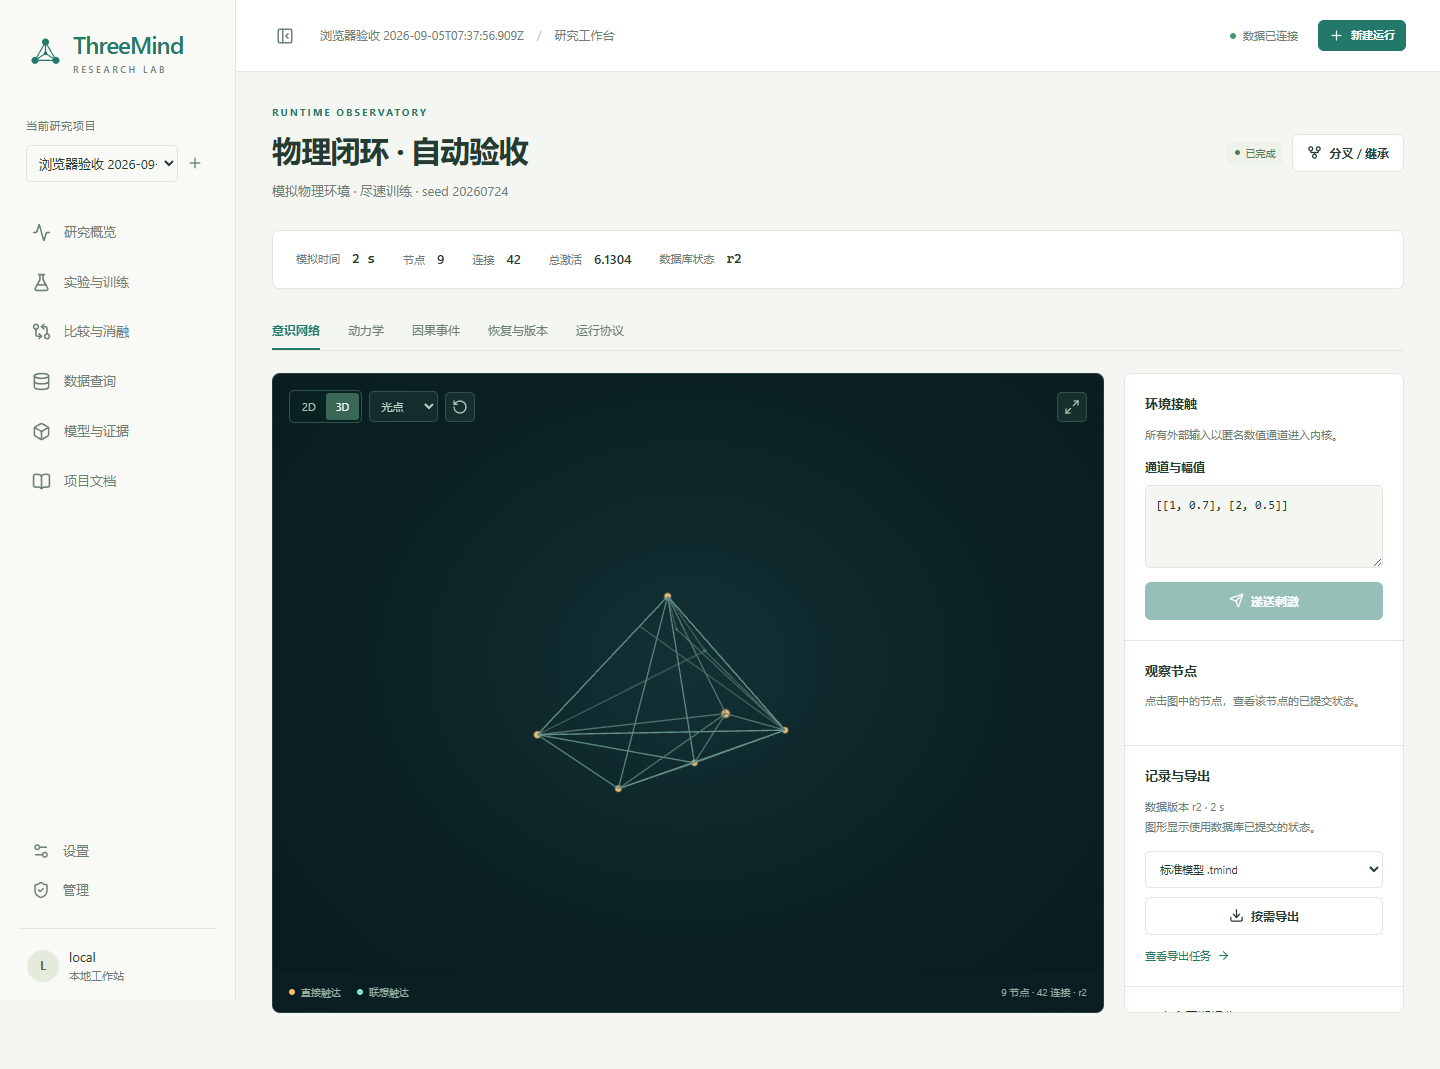 ThreeMind
RESEARCH LAB
当前研究项目
浏览器验收 2026-09-
研究概览
实验与训练
比较与消融
数据查询
模型与证据
项目文档
设置
管理
L
local
本地工作站
浏览器验收 2026-09-05T07:37:56.909Z / 研究工作台
数据已连接
新建运行
RUNTIME OBSERVATORY
物理闭环 · 自动验收
模拟物理环境 · 尽速训练 · seed 20260724
已完成
分叉 / 继承
模拟时间 2 s 节点 9 连接 42 总激活 6.1304 数据库状态 r2
意识网络 动力学 因果事件 恢复与版本 运行协议
2D 3D 光点
直接触达 联想触达
9 节点 · 42 连接 · r2
环境接触
所有外部输入以匿名数值通道进入内核。
通道与幅值
[[1, 0.7], [2, 0.5]]
递送刺激
观察节点
点击图中的节点，查看该节点的已提交状态。
记录与导出
数据版本 r2 · 2 s
图形显示使用数据库已提交的状态。
标准模型 .tmind
按需导出
查看导出任务